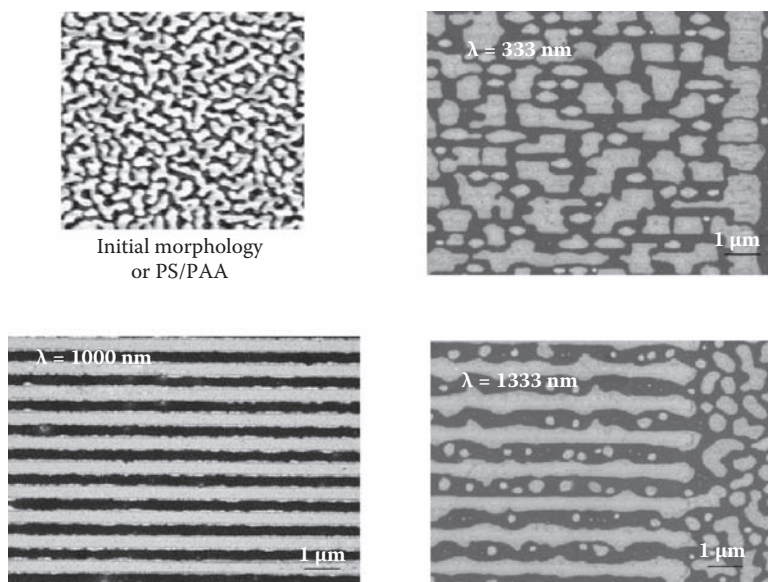 λ = 333 nm
1 μm
Initial morphology
or PS/PAA
λ = 1000 nm
1 μm
λ = 1333 nm
1 μm